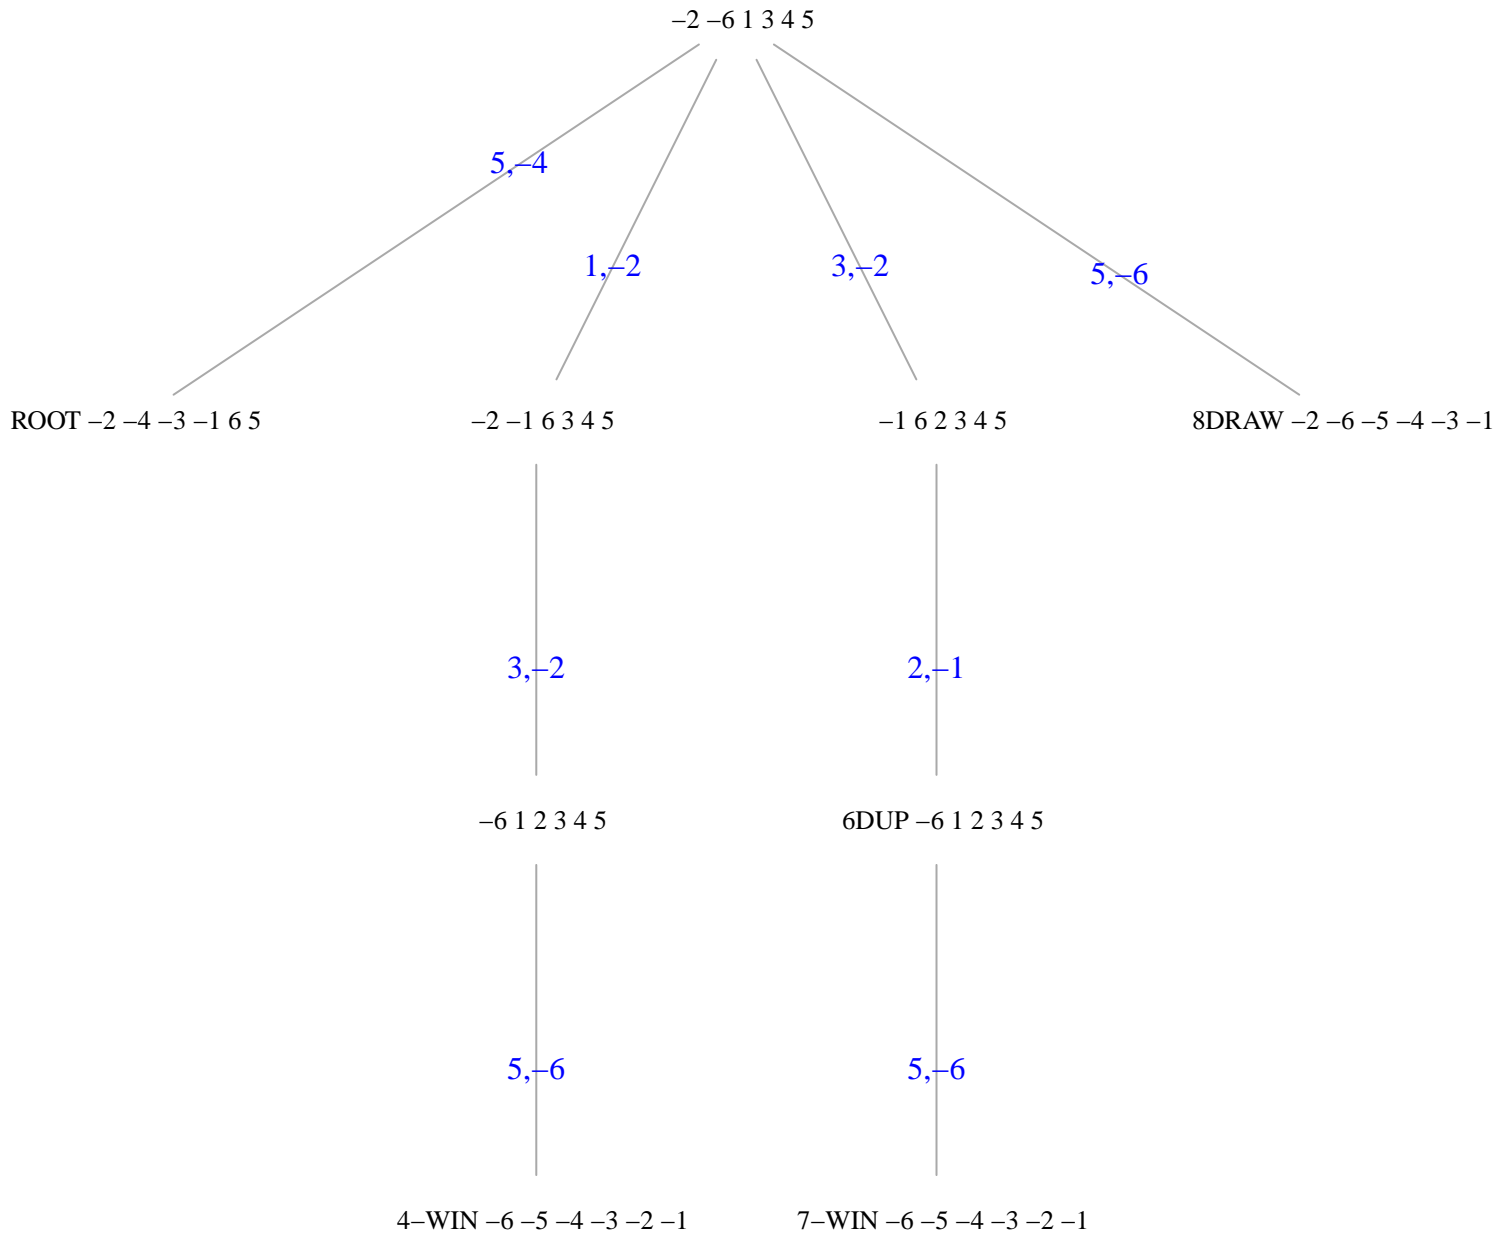 –2 –6 1 3 4 5
5,–4
1,–2
3,–2
5,–6
ROOT –2 –4 –3 –1 6 5
–2 –1 6 3 4 5
–1 6 2 3 4 5
8DRAW –2 –6 –5 –4 –3 –1
3,–2
2,–1
–6 1 2 3 4 5
6DUP –6 1 2 3 4 5
5,–6
5,–6
4–WIN –6 –5 –4 –3 –2 –1
7–WIN –6 –5 –4 –3 –2 –1